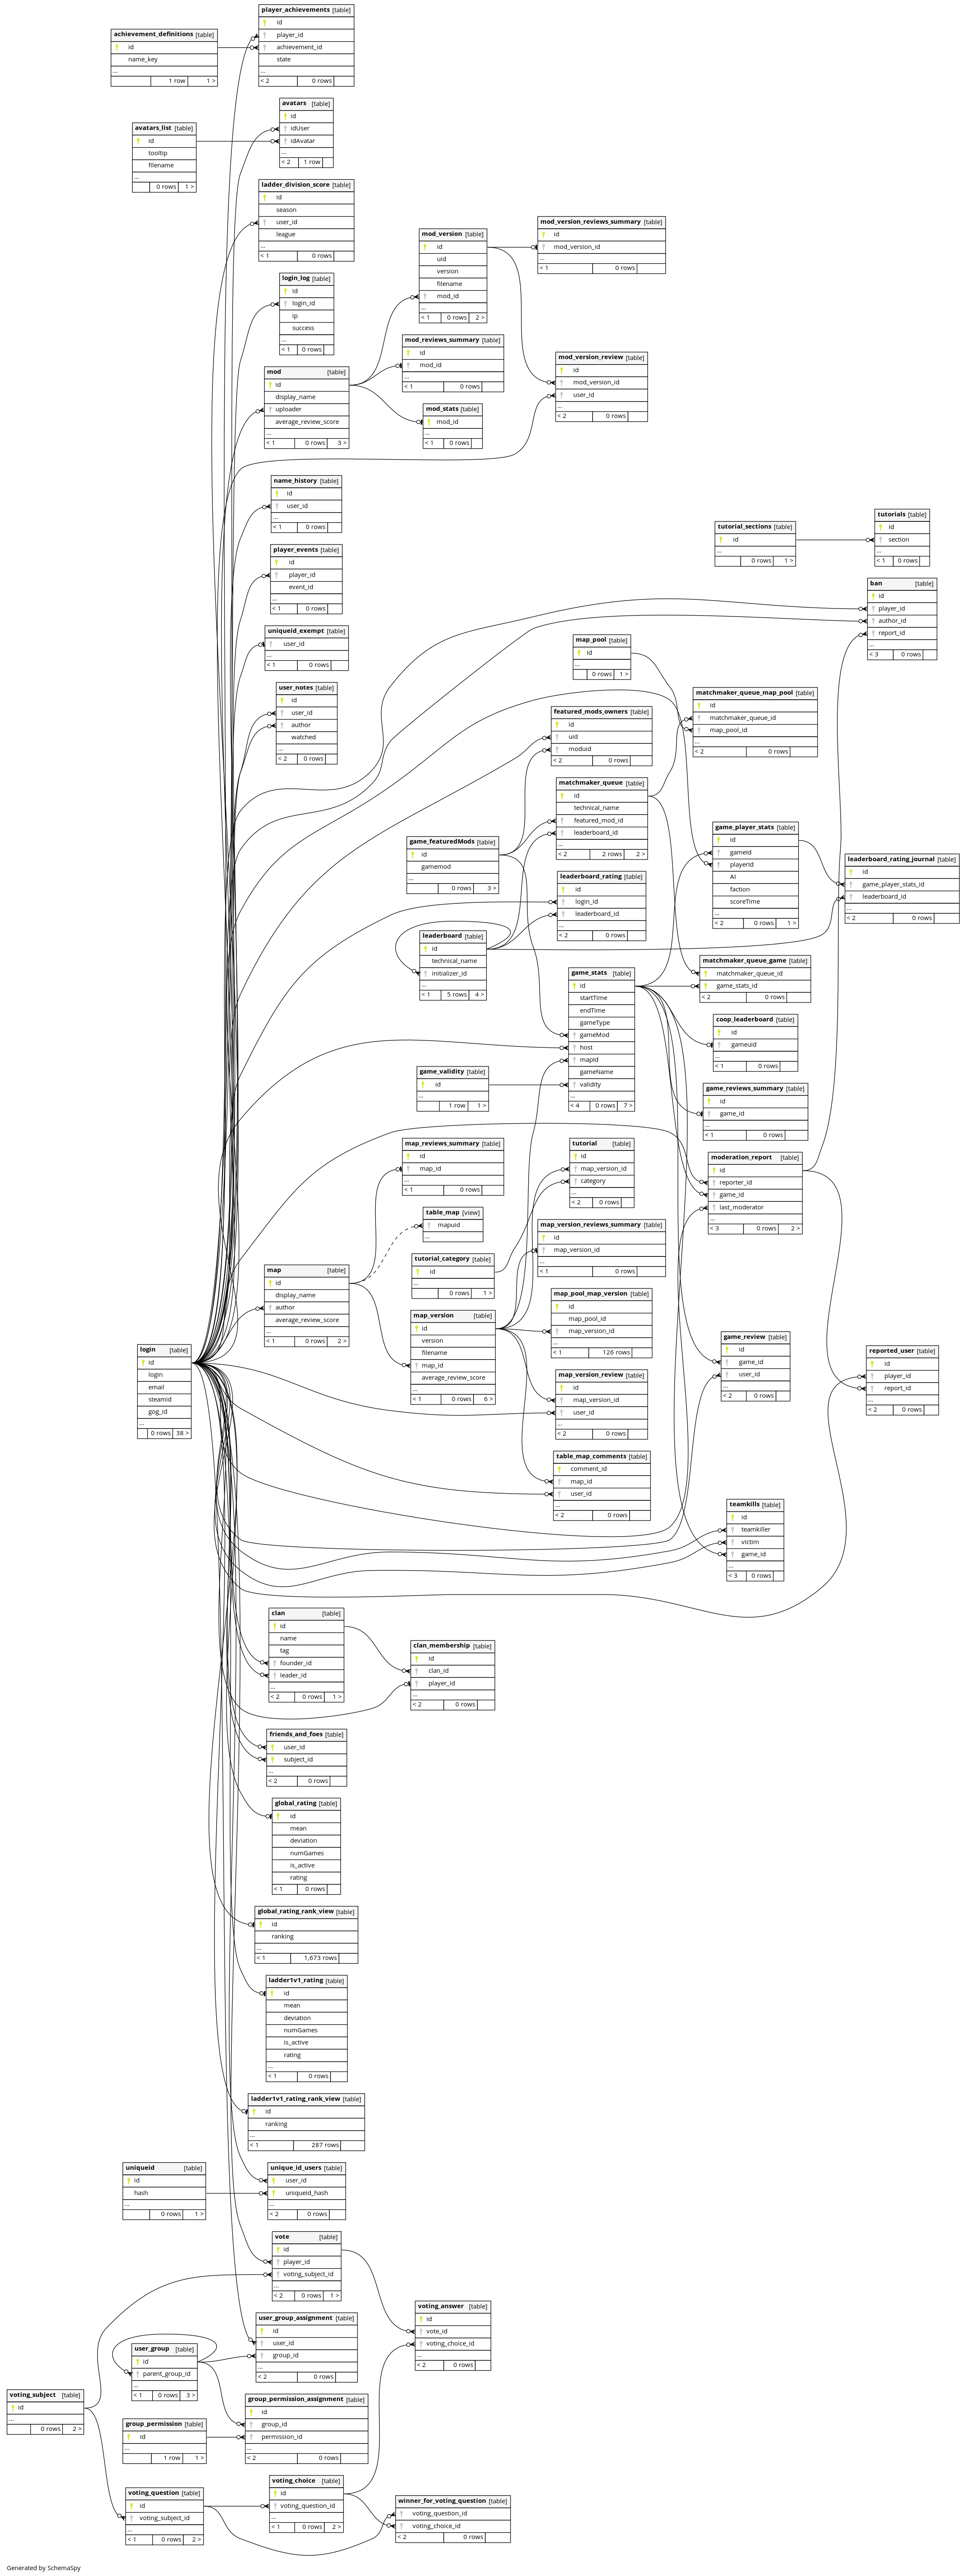 player_achievements [table]
id
player_id
achievement_id
state
...
< 2 0 rows
achievement_definitions [table]
id
name_key
...
1 row 1 >
avatars [table]
id
idUser
idAvatar
...
< 2 1 row
avatars_list [table]
id
tooltip
filename
...
0 rows 1 >
ladder_division_score [table]
id
season
user_id
league
...
< 1 0 rows
mod_version_reviews_summary [table]
id
mod_version_id
...
< 1 0 rows
mod_version [table]
id
uid
version
filename
mod_id
...
< 1 0 rows 2 >
login_log [table]
id
login_id
ip
success
...
< 1 0 rows
mod_reviews_summary [table]
id
mod_id
...
< 1 0 rows
mod_version_review [table]
id
mod_version_id
user_id
...
< 2 0 rows
mod [table]
id
display_name
uploader
average_review_score
...
< 1 0 rows 3 >
mod_stats [table]
mod_id
...
< 1 0 rows
name_history [table]
id
user_id
...
< 1 0 rows
tutorials [table]
id
section
...
< 1 0 rows
tutorial_sections [table]
id
...
0 rows 1 >
player_events [table]
id
player_id
event_id
...
< 1 0 rows
ban [table]
id
player_id
author_id
report_id
...
< 3 0 rows
uniqueid_exempt [table]
user_id
...
< 1 0 rows
map_pool [table]
id
...
0 rows 1 >
user_notes [table]
id
user_id
author
watched
...
< 2 0 rows
matchmaker_queue_map_pool [table]
id
matchmaker_queue_id
map_pool_id
...
< 2 0 rows
featured_mods_owners [table]
id
uid
moduid
< 2 0 rows
matchmaker_queue [table]
id
technical_name
featured_mod_id
leaderboard_id
...
< 2 2 rows 2 >
game_player_stats [table]
id
gameId
playerId
AI
faction
scoreTime
...
< 2 0 rows 1 >
game_featuredMods [table]
id
gamemod
...
0 rows 3 >
leaderboard_rating_journal [table]
id
game_player_stats_id
leaderboard_id
...
< 2 0 rows
leaderboard_rating [table]
id
login_id
leaderboard_id
...
< 2 0 rows
leaderboard [table]
id
technical_name
initializer_id
...
< 1 5 rows 4 >
matchmaker_queue_game [table]
matchmaker_queue_id
game_stats_id
< 2 0 rows
game_stats [table]
id
startTime
endTime
gameType
gameMod
host
mapId
gameName
validity
...
< 4 0 rows 7 >
coop_leaderboard [table]
id
gameuid
...
< 1 0 rows
game_validity [table]
id
...
1 row 1 >
game_reviews_summary [table]
id
game_id
...
< 1 0 rows
map_reviews_summary [table]
id
map_id
...
< 1 0 rows
tutorial [table]
id
map_version_id
category
...
< 2 0 rows
moderation_report [table]
id
reporter_id
game_id
last_moderator
...
< 3 0 rows 2 >
table_map [view]
mapuid
...
map_version_reviews_summary [table]
id
map_version_id
...
< 1 0 rows
tutorial_category [table]
id
...
0 rows 1 >
map [table]
id
display_name
author
average_review_score
...
< 1 0 rows 2 >
map_pool_map_version [table]
id
map_pool_id
map_version_id
...
< 1 126 rows
map_version [table]
id
version
filename
map_id
average_review_score
...
< 1 0 rows 6 >
game_review [table]
id
game_id
user_id
...
< 2 0 rows
login [table]
id
login
email
steamid
gog_id
...
0 rows 38 >
reported_user [table]
id
player_id
report_id
...
< 2 0 rows
map_version_review [table]
id
map_version_id
user_id
...
< 2 0 rows
table_map_comments [table]
comment_id
map_id
user_id
...
< 2 0 rows
teamkills [table]
id
teamkiller
victim
game_id
...
< 3 0 rows
clan [table]
id
name
tag
founder_id
leader_id
...
< 2 0 rows 1 >
clan_membership [table]
id
clan_id
player_id
...
< 2 0 rows
friends_and_foes [table]
user_id
subject_id
...
< 2 0 rows
global_rating [table]
id
mean
deviation
numGames
is_active
rating
< 1 0 rows
global_rating_rank_view [table]
id
ranking
...
< 1 1,673 rows
ladder1v1_rating [table]
id
mean
deviation
numGames
is_active
rating
...
< 1 0 rows
ladder1v1_rating_rank_view [table]
id
ranking
...
< 1 287 rows
uniqueid [table]
id
hash
...
0 rows 1 >
unique_id_users [table]
user_id
uniqueid_hash
...
< 2 0 rows
vote [table]
id
player_id
voting_subject_id
...
< 2 0 rows 1 >
voting_answer [table]
id
vote_id
voting_choice_id
...
< 2 0 rows
user_group_assignment [table]
id
user_id
group_id
...
< 2 0 rows
user_group [table]
id
parent_group_id
...
< 1 0 rows 3 >
voting_subject [table]
id
...
0 rows 2 >
group_permission_assignment [table]
id
group_id
permission_id
...
< 2 0 rows
group_permission [table]
id
...
1 row 1 >
voting_choice [table]
id
voting_question_id
...
< 1 0 rows 2 >
voting_question [table]
id
voting_subject_id
...
< 1 0 rows 2 >
winner_for_voting_question [table]
voting_question_id
voting_choice_id
< 2 0 rows
Generated by SchemaSpy